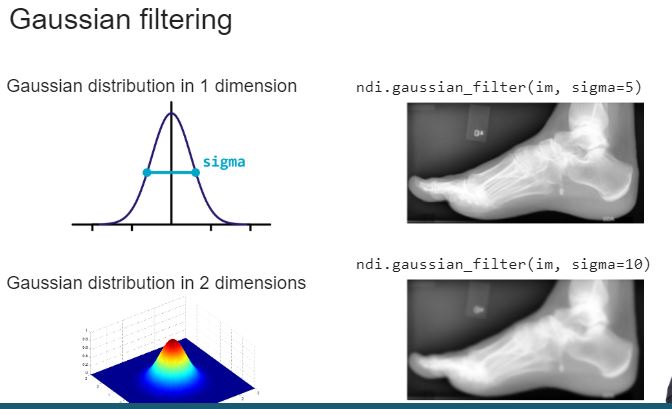 Gaussian filtering
Gaussian distribution in 1 dimension
sigma
Gaussian distribution in 2 dimensions
ndi.gaussian_filter(im, sigma=5)
ndi.gaussian_filter(im, sigma=10)